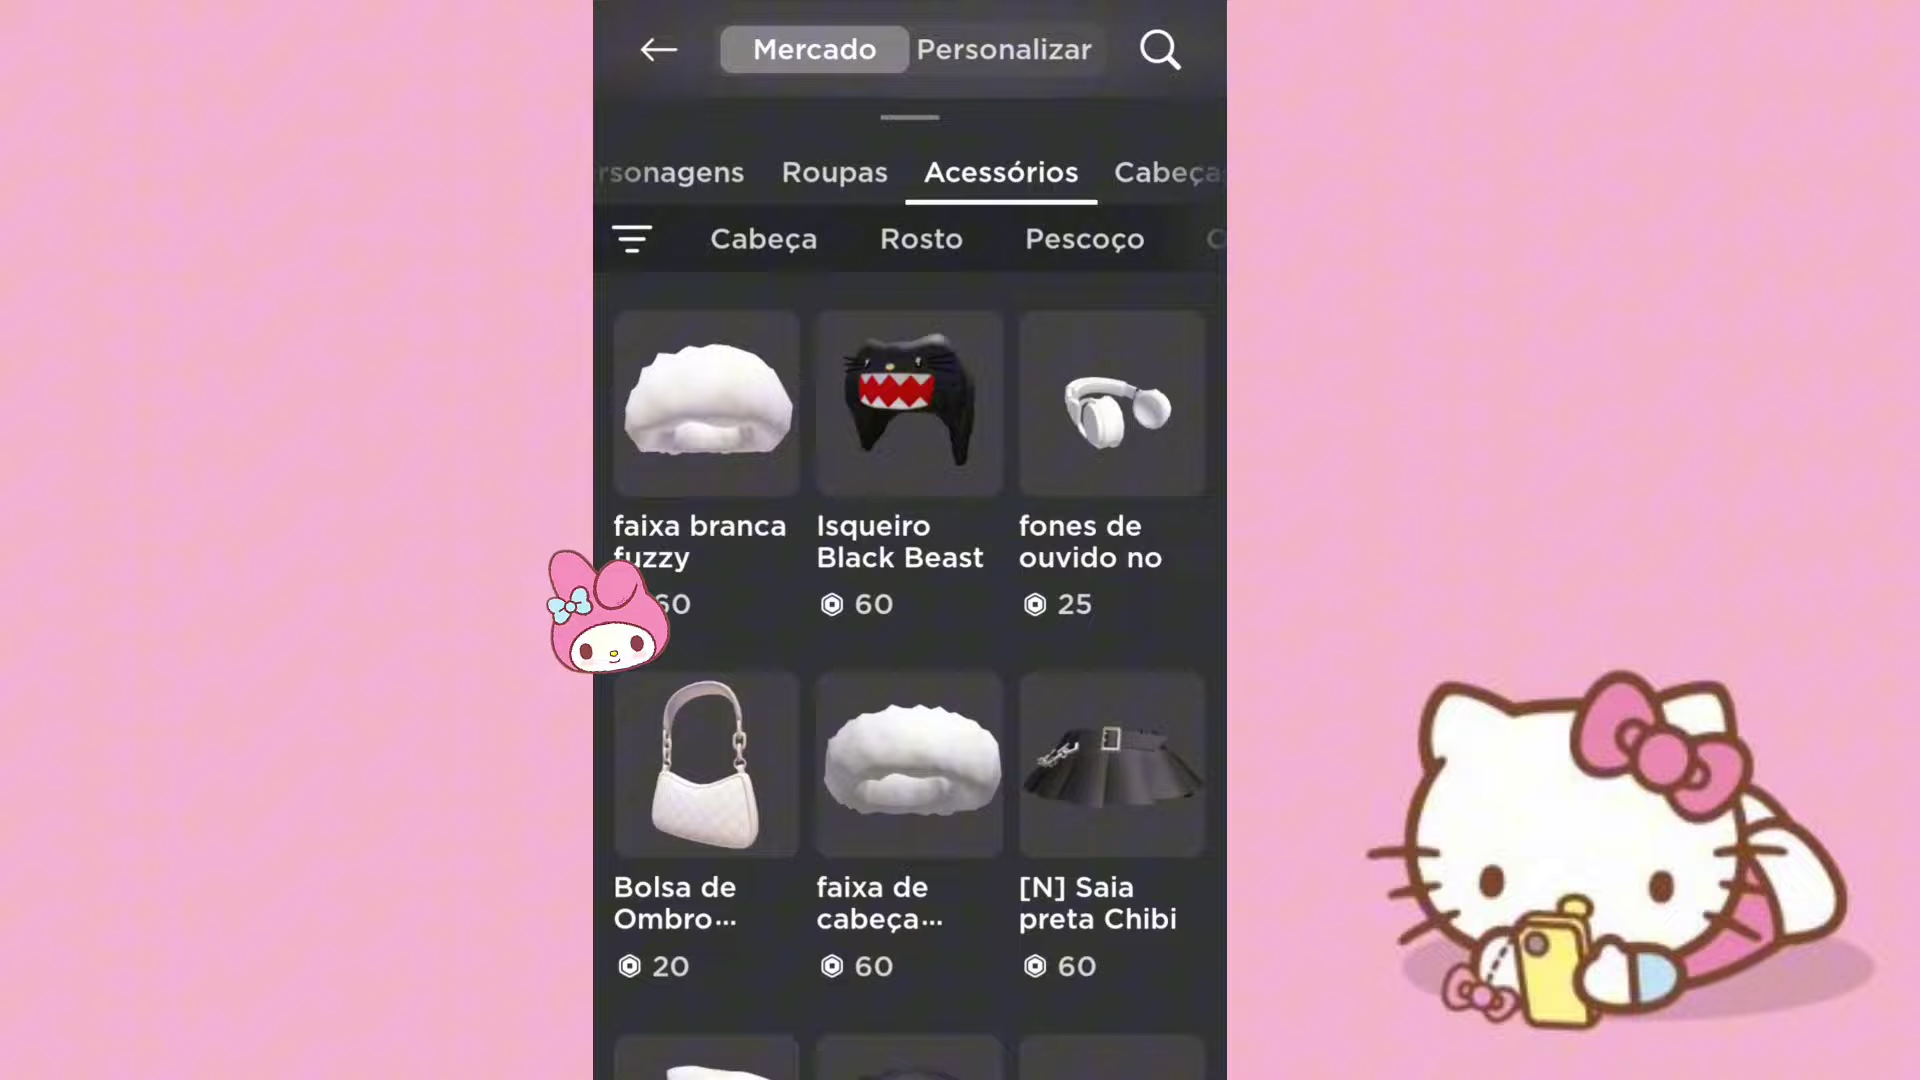 Mercado Personalizar
rsonagens Roupas Acessórios Cabeça
Cabeça Rosto Pescoço
faixa branca
fuzzy
60
Isqueiro
Black Beast
60
fones de
ouvido no
25
Bolsa de
Ombro...
20
faixa de
cabeça...
60
[N] Saia
preta Chibi
60